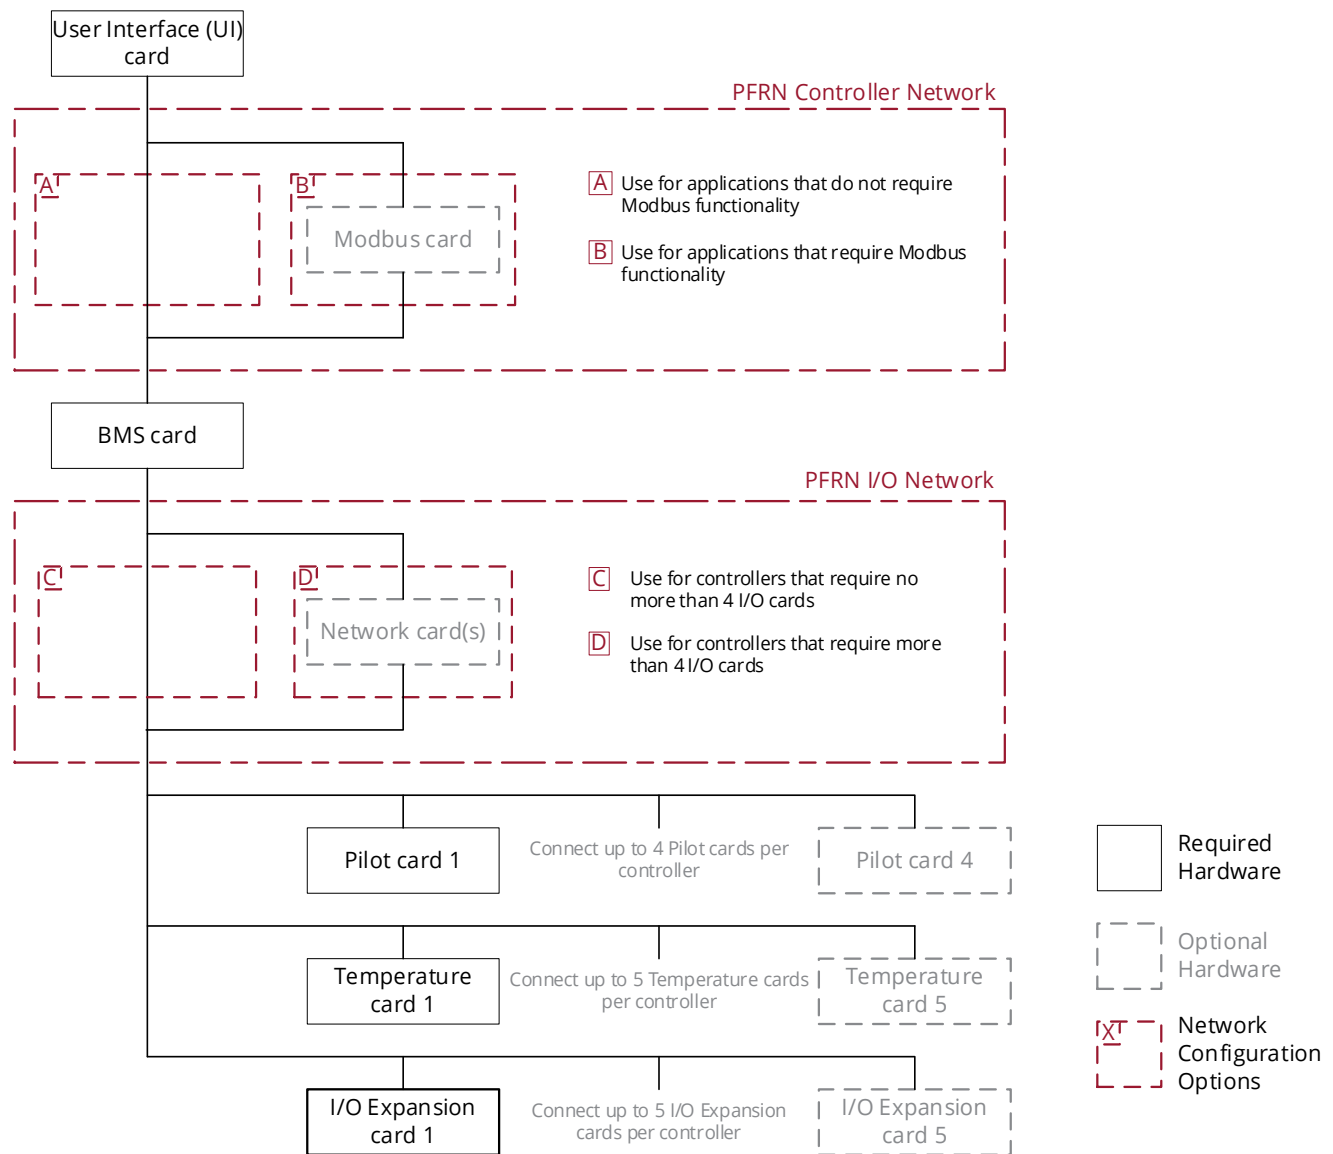 User Interface (UI)
card
PFRN Controller Network
A
B
Modbus card
A Use for applications that do not require
Modbus functionality
B Use for applications that require Modbus
functionality
BMS card
PFRN I/O Network
C
D
Network card(s)
C Use for controllers that require no
more than 4 I/O cards
D Use for controllers that require more
than 4 I/O cards
Pilot card 1
Connect up to 4 Pilot cards per
controller
Pilot card 4
Temperature
card 1
Connect up to 5 Temperature cards
per controller
Temperature
card 5
I/O Expansion
card 1
Connect up to 5 I/O Expansion
cards per controller
I/O Expansion
card 5
Required
Hardware
Optional
Hardware
X
Network
Configuration
Options